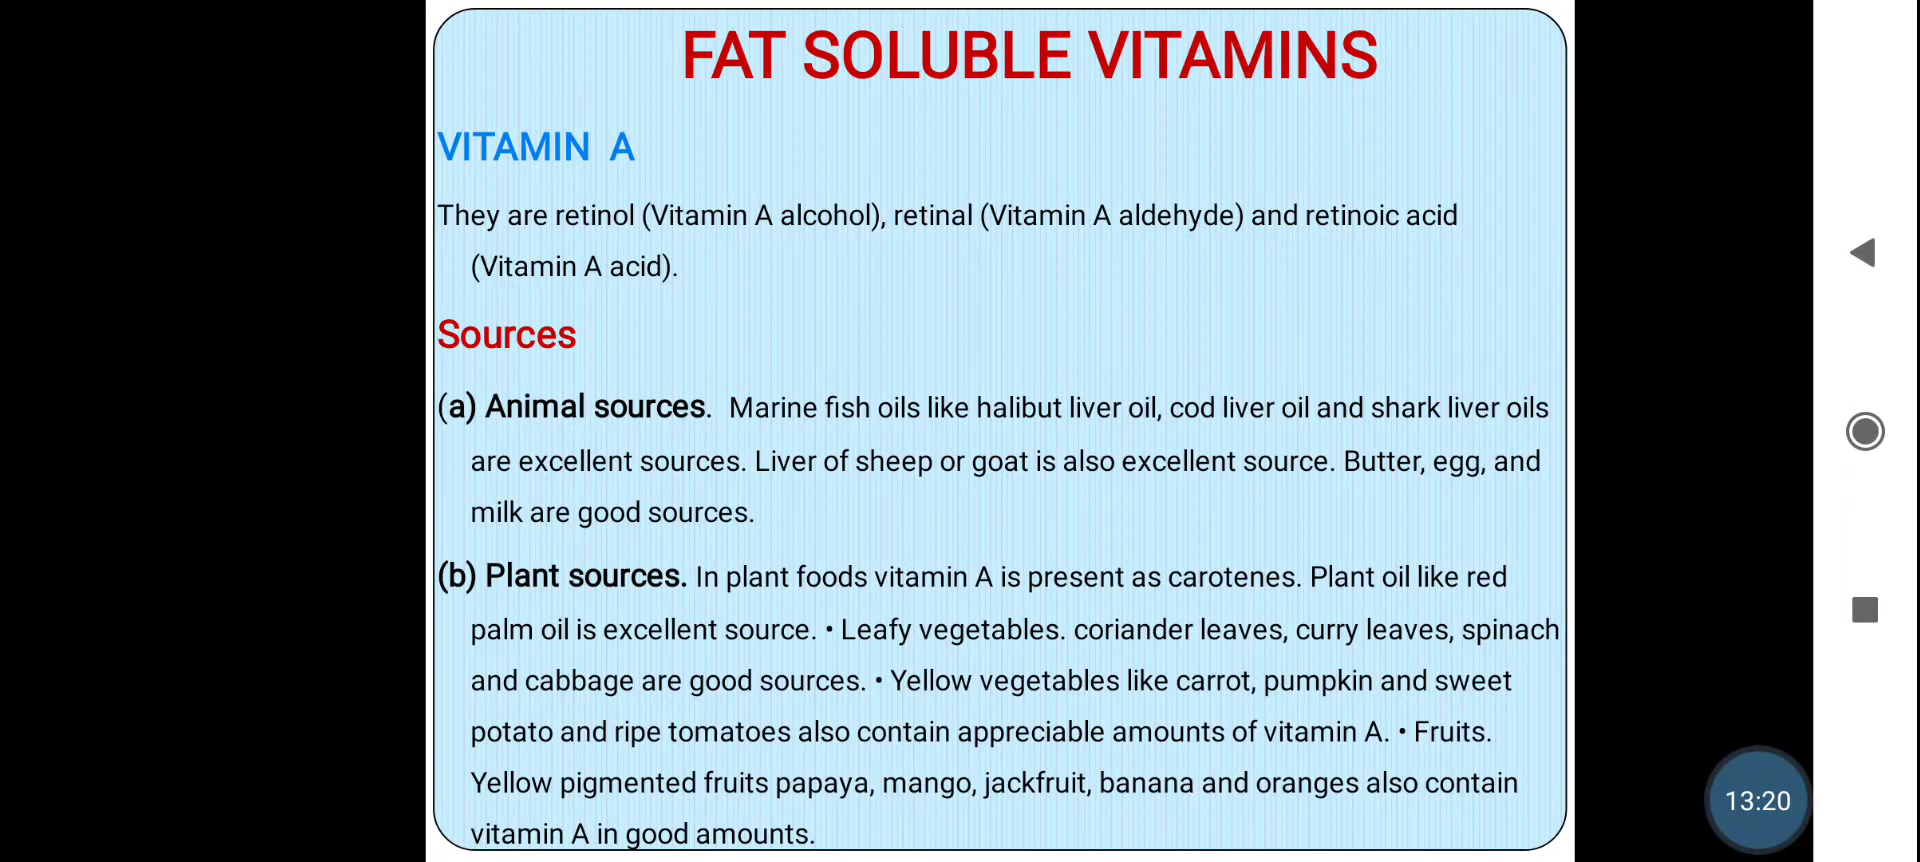 FAT SOLUBLE VITAMINS
VITAMIN A
They are retinol (Vitamin A alcohol), retinal (Vitamin A aldehyde) and retinoic acid
(Vitamin A acid).
Sources
(a) Animal sources. Marine fish oils like halibut liver oil, cod liver oil and shark liver oils
are excellent sources. Liver of sheep or goat is also excellent source. Butter, egg, and
milk are good sources.
(b) Plant sources. In plant foods vitamin A is present as carotenes. Plant oil like red
palm oil is excellent source. • Leafy vegetables. coriander leaves, curry leaves, spinach
and cabbage are good sources. • Yellow vegetables like carrot, pumpkin and sweet
potato and ripe tomatoes also contain appreciable amounts of vitamin A. • Fruits.
Yellow pigmented fruits papaya, mango, jackfruit, banana and oranges also contain
vitamin A in good amounts.
13:20